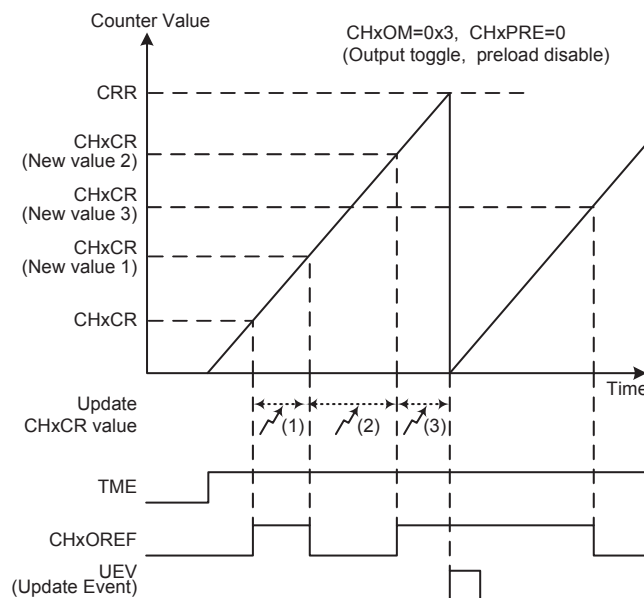 Counter Value
CHxOM=0x3, CHxPRE=0
(Output toggle, preload disable)
CRR
CHxCR
(New value 2)
CHxCR
(New value 3)
CHxCR
(New value 1)
CHxCR
Time
Update
CHxCR value
(1)
(2)
(3)
TME
CHxOREF
UEV
(Update Event)